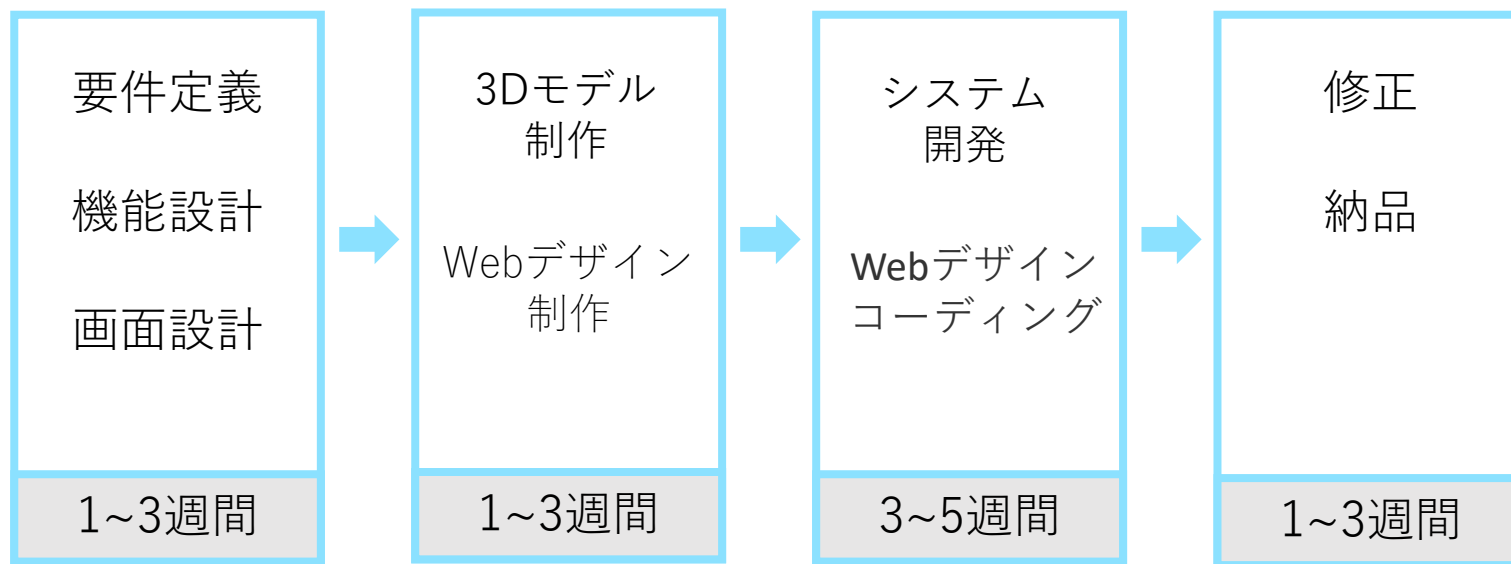 要件定義
機能設計
画面設計
1~3週間
3Dモデル
制作
Webデザイン
制作
1~3週間
システム
開発
Webデザイン
コーディング
3~5週間
修正
納品
1~3週間